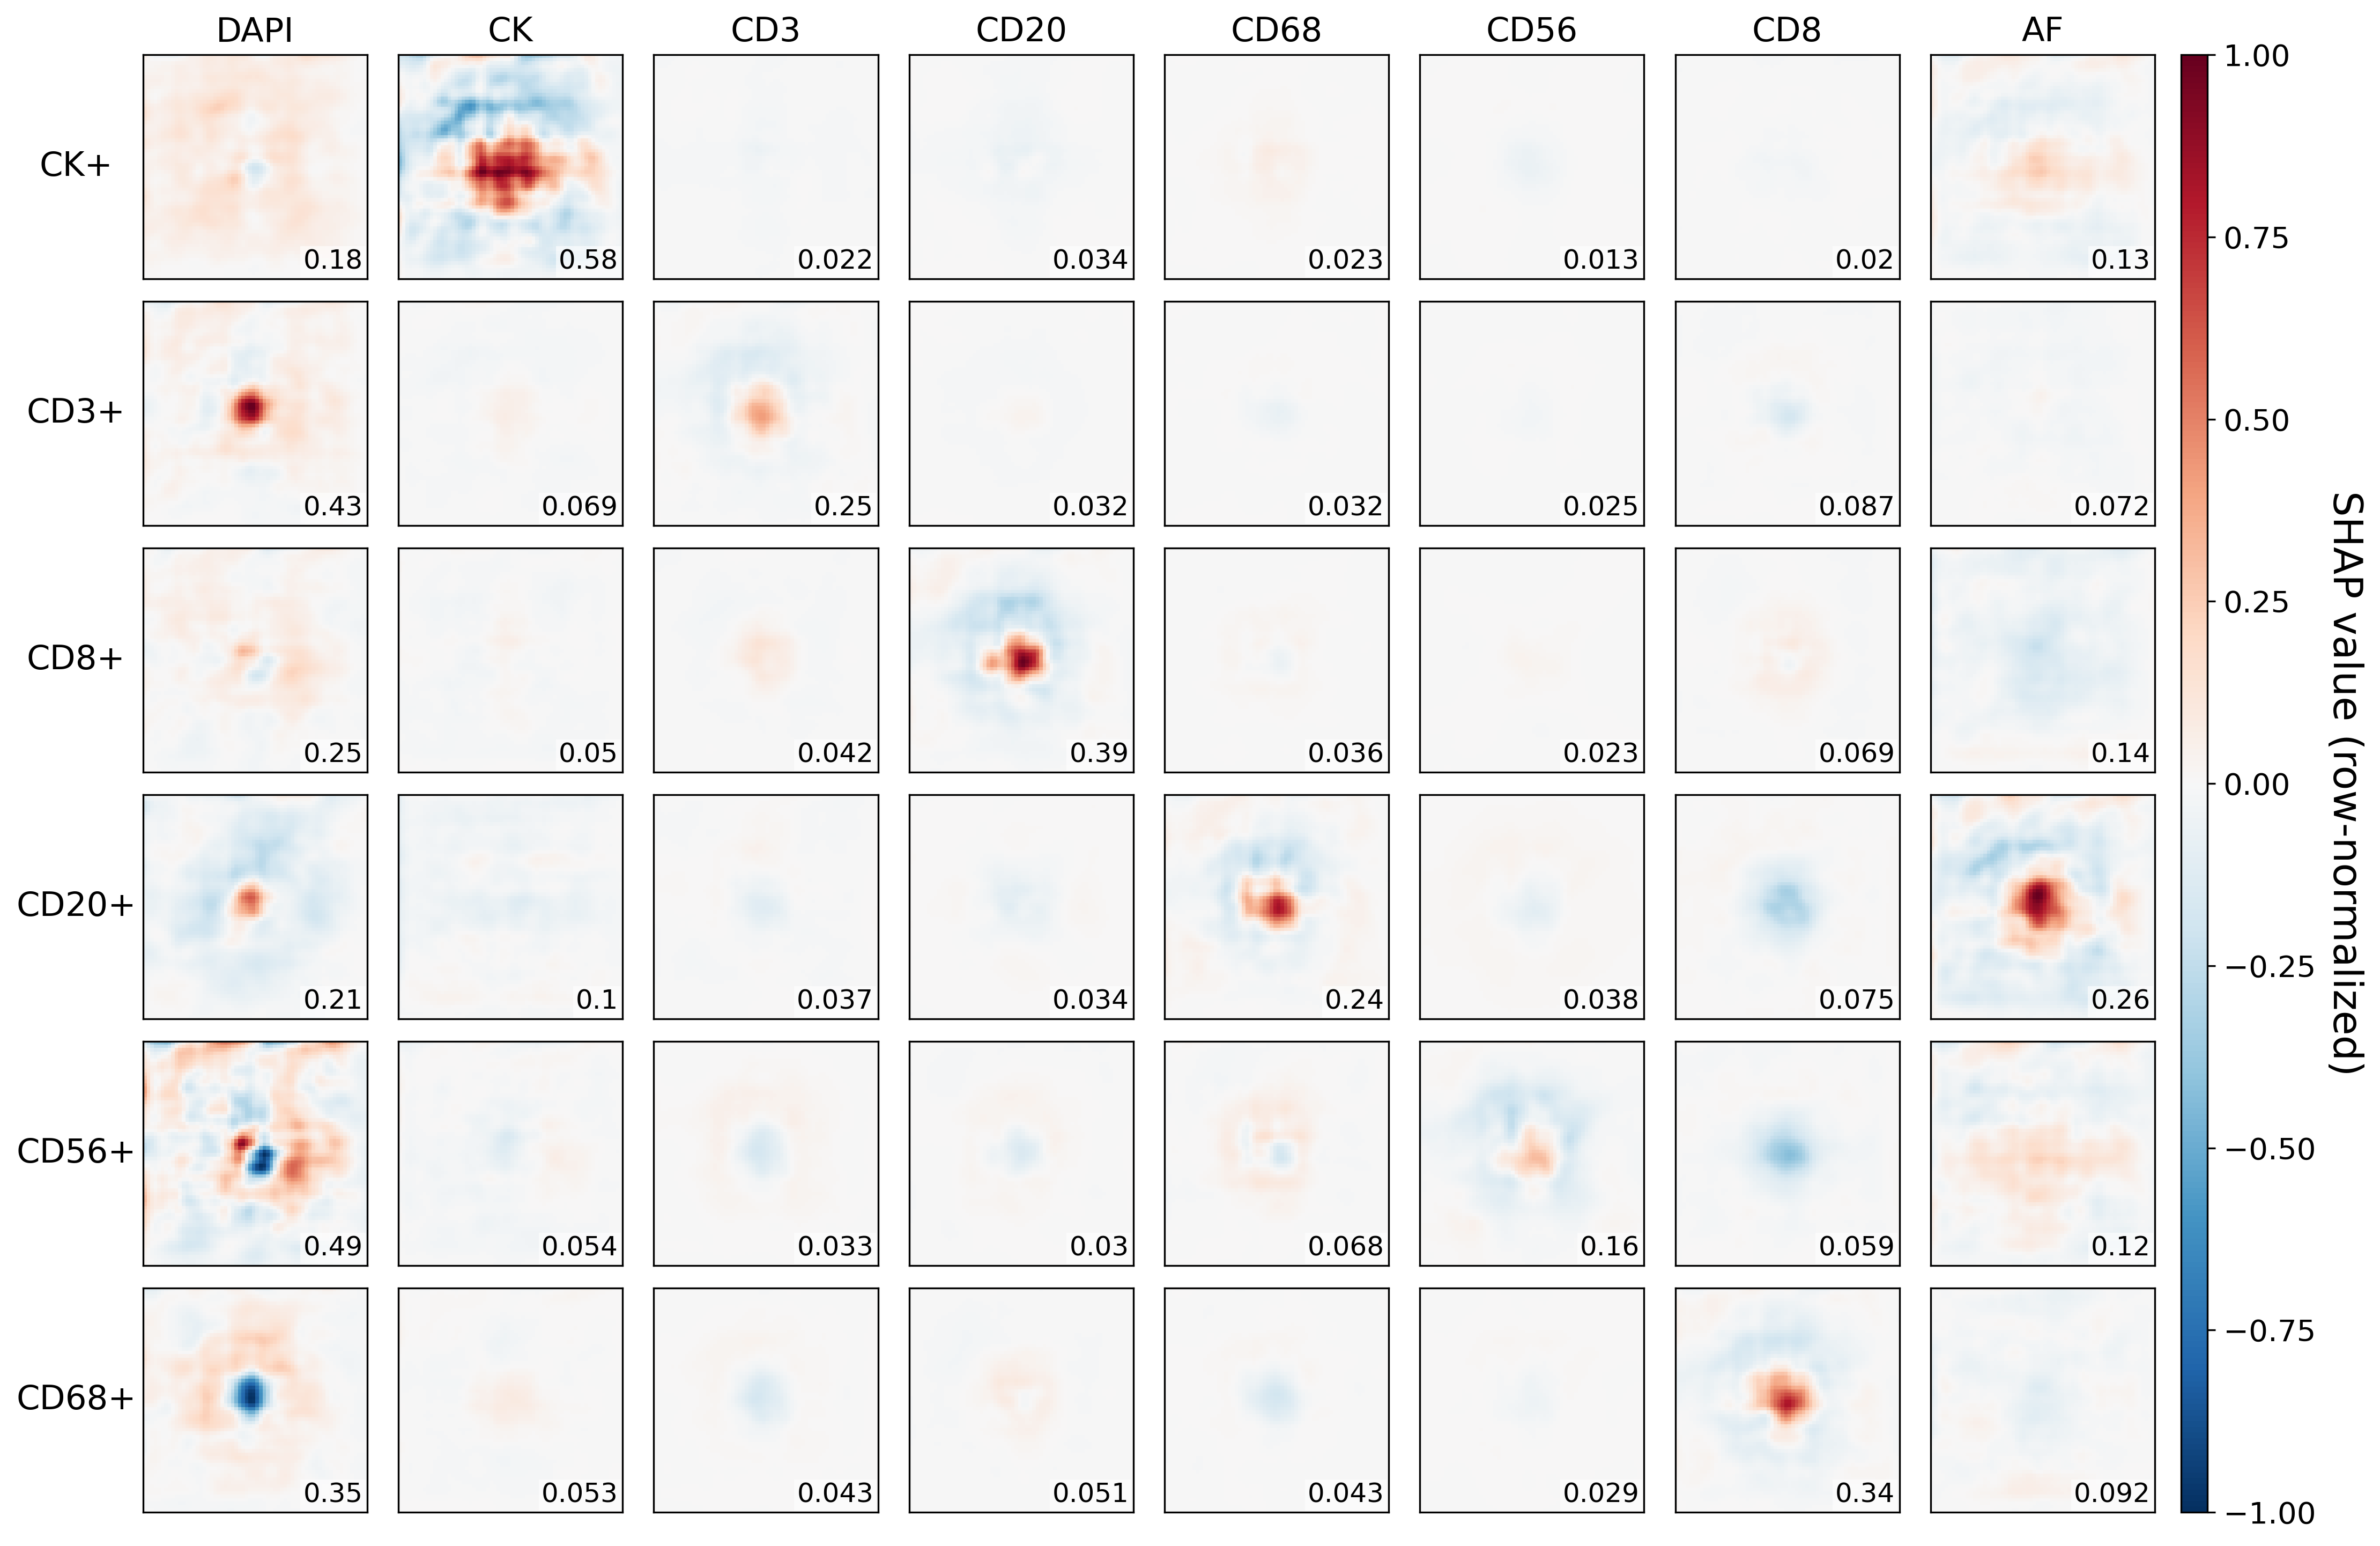 DAPI CK CD3 CD20 CD68 CD56 CD8 AF
CK+ 0.18 0.58 0.022 0.034 0.023 0.013 0.02 0.13
CD3+ 0.43 0.069 0.25 0.032 0.032 0.025 0.087 0.072
CD8+ 0.25 0.05 0.042 0.39 0.036 0.023 0.069 0.14
CD20+ 0.21 0.1 0.037 0.034 0.24 0.038 0.075 0.26
CD56+ 0.49 0.054 0.033 0.03 0.068 0.16 0.059 0.12
CD68+ 0.35 0.053 0.043 0.051 0.043 0.029 0.34 0.092
1.00
0.75
0.50
0.25
0.00
−0.25
−0.50
−0.75
−1.00
SHAP value (row-normalized)